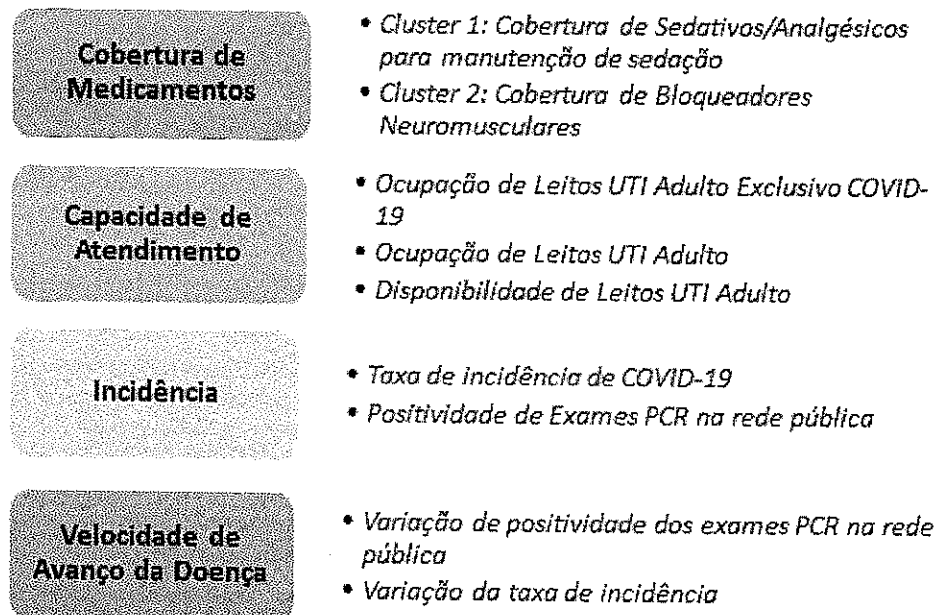 Cobertura de
Medicamentos
• Cluster 1: Cobertura de Sedativos/Analgésicos
para manutenção de sedação
• Cluster 2: Cobertura de Bloqueadores
Neuromusculares
Capacidade de
Atendimento
• Ocupação de Leitos UTI Adulto Exclusivo COVID-
19
• Ocupação de Leitos UTI Adulto
• Disponibilidade de Leitos UTI Adulto
Incidência
• Taxa de incidência de COVID-19
• Positividade de Exames PCR na rede pública
Velocidade de
Avanço da Doença
• Variação de positividade dos exames PCR na rede
pública
• Variação da taxa de incidência